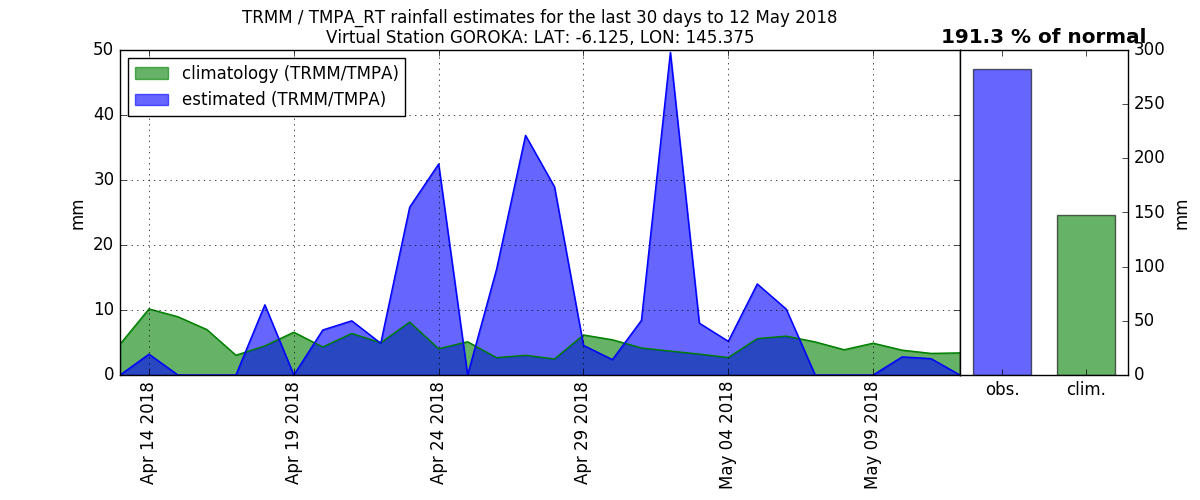 TRMM / TMPA_RT rainfall estimates for the last 30 days to 12 May 2018
Virtual Station GOROKA: LAT: -6.125, LON: 145.375
191.3 % of normal
climatology (TRMM/TMPA)
estimated (TRMM/TMPA)
50
40
30
20
10
0
mm
300
250
200
150
100
50
0
mm
Apr 14 2018
Apr 19 2018
Apr 24 2018
Apr 29 2018
May 04 2018
May 09 2018
obs.
clim.